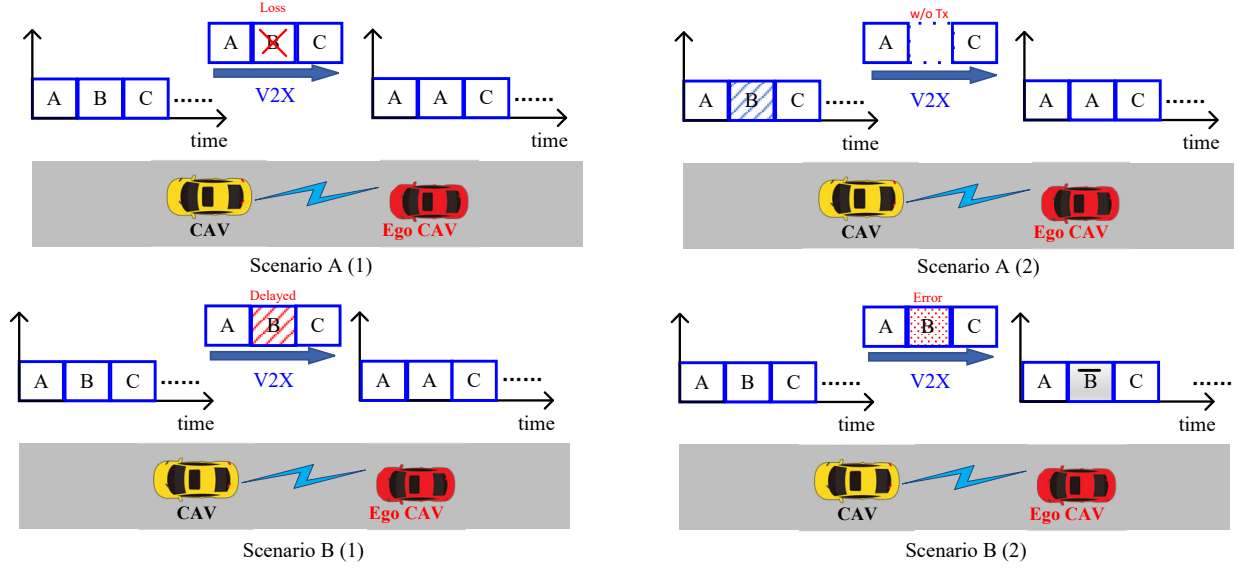 Loss
A B C
A B C ......
V2X
A A C ......
time
time
CAV
Ego CAV
Scenario A (1)
w/o Tx
A C
A B C ......
V2X
A A C ......
time
time
CAV
Ego CAV
Scenario A (2)
Delayed
A B C
A B C ......
V2X
A A C ......
time
time
CAV
Ego CAV
Scenario B (1)
Error
A B C
A B C ......
V2X
A B̅ C ......
time
time
CAV
Ego CAV
Scenario B (2)